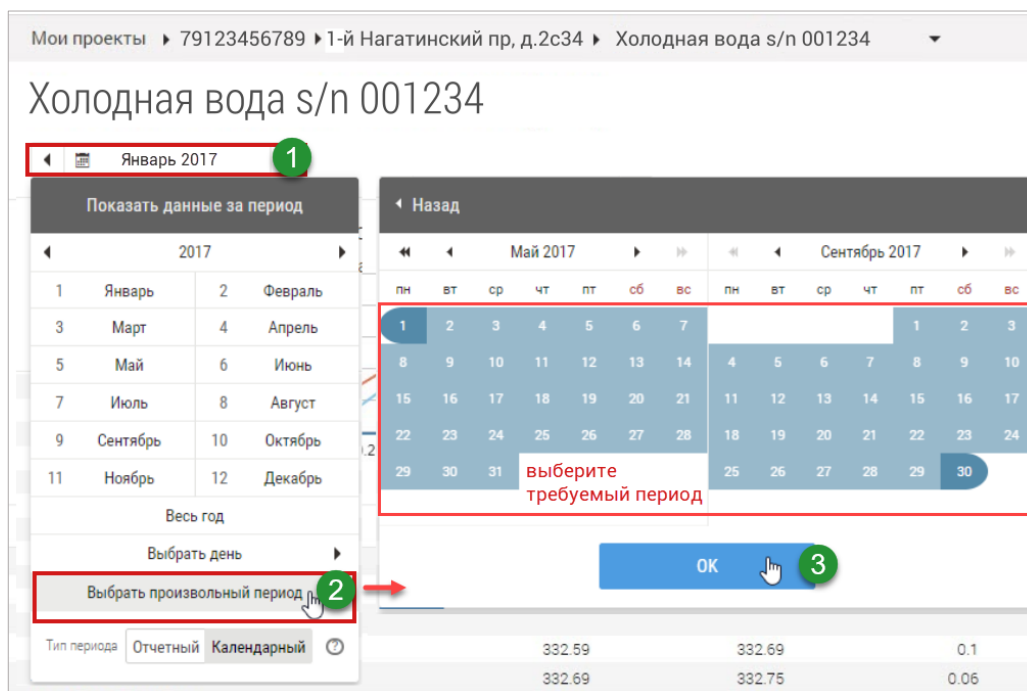 Мои проекты 79123456789 1-й Нагатинский пр, д.2с34 Холодная вода s/n 001234
Холодная вода s/n 001234
Январь 2017 1
Показать данные за период
2017
1 Январь 2 Февраль
3 Март 4 Апрель
5 Май 6 Июнь
7 Июль 8 Август
9 Сентябрь 10 Октябрь
11 Ноябрь 12 Декабрь
Весь год
Выбрать день
Выбрать произвольный период 2
Тип периода Отчетный Календарный ?
Назад
Май 2017 Сентябрь 2017
пн вт ср чт пт сб вс пн вт ср чт пт сб вс
1 2 3 4 5 6 7 1 2 3
8 9 10 11 12 13 14 4 5 6 7 8 9 10
15 16 17 18 19 20 21 11 12 13 14 15 16 17
22 23 24 25 26 27 28 18 19 20 21 22 23 24
29 30 31 25 26 27 28 29 30
выберите
требуемый период
ОК 3
332.59 332.69 0.1
332.69 332.75 0.06